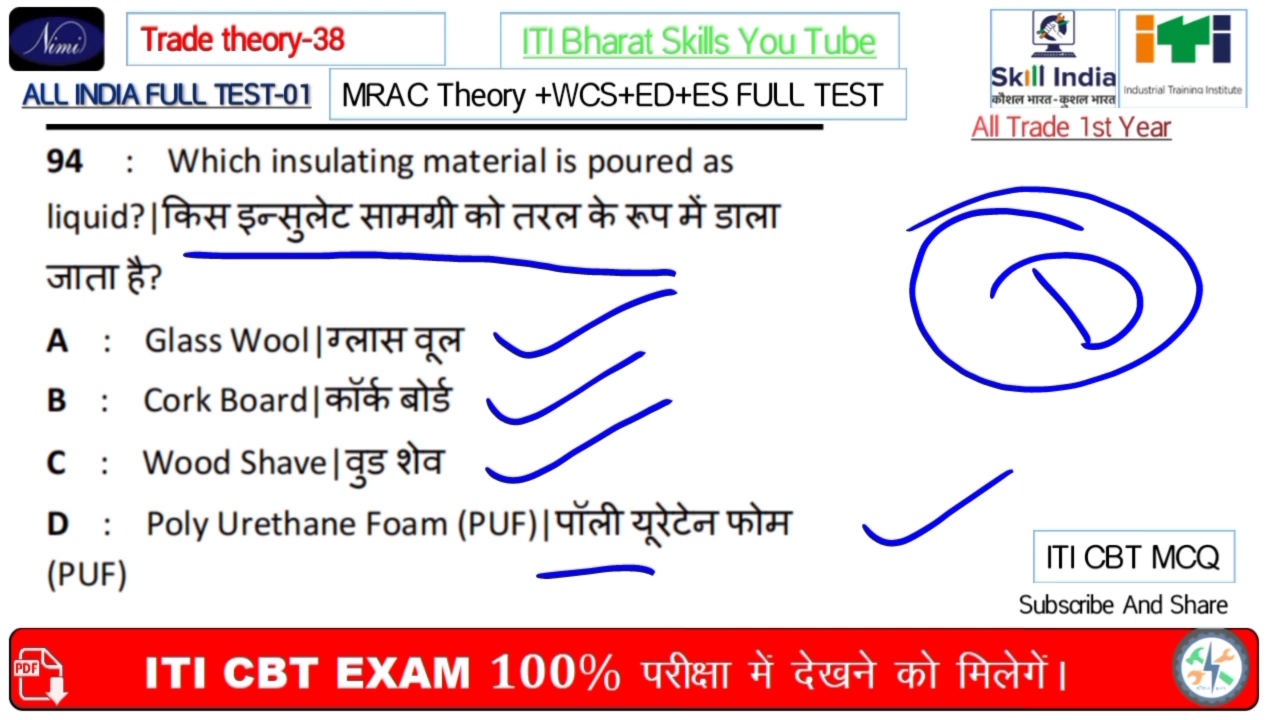 Nimi
Trade theory-38
ITI Bharat Skills You Tube
ALL INDIA FULL TEST-01
MRAC Theory +WCS+ED+ES FULL TEST
Skill India
कौशल भारत-कुशल भारत
iTi
Industrial Training Institute
All Trade 1st Year
94 : Which insulating material is poured as
liquid?|किस इन्सुलेट सामग्री को तरल के रूप में डाला
जाता है?
A : Glass Wool|ग्लास वूल
B : Cork Board|कॉर्क बोर्ड
C : Wood Shave|वुड शेव
D : Poly Urethane Foam (PUF)|पॉली यूरेटेन फोम
(PUF)
D
ITI CBT MCQ
Subscribe And Share
PDF
ITI CBT EXAM 100% परीक्षा में देखने को मिलेगें।